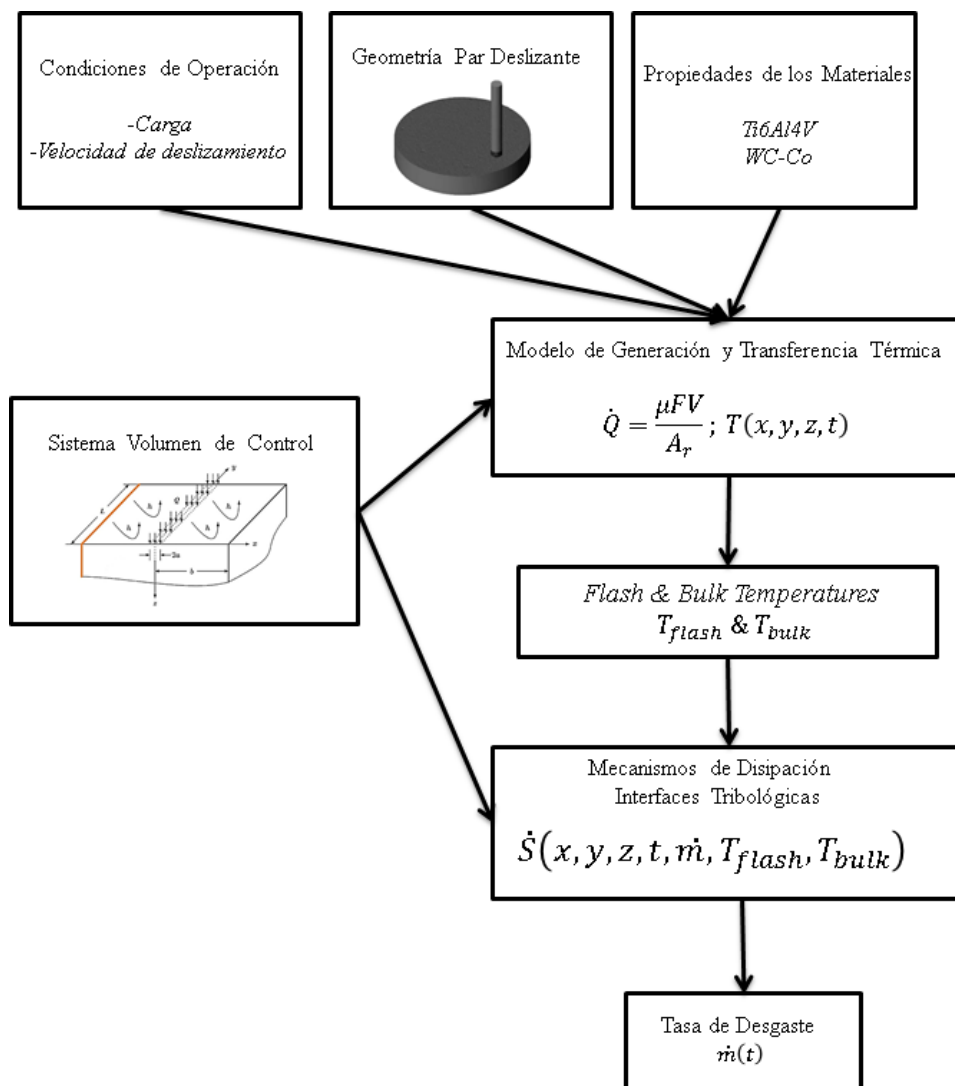 Condiciones de Operación
-Carga
-Velocidad de deslizamiento
Geometría Par Deslizante
Propiedades de los Materiales
Ti6Al4V
WC-Co
Modelo de Generación y Transferencia Térmica
Q̇ = μFV / A_r ; T(x, y, z, t)
Sistema Volumen de Control
y
Q
L
h h h h
x
2a
b
z
Flash & Bulk Temperatures
T_flash & T_bulk
Mecanismos de Disipación
Interfaces Tribológicas
Ṡ(x, y, z, t, ṁ, T_flash, T_bulk)
Tasa de Desgaste
ṁ(t)